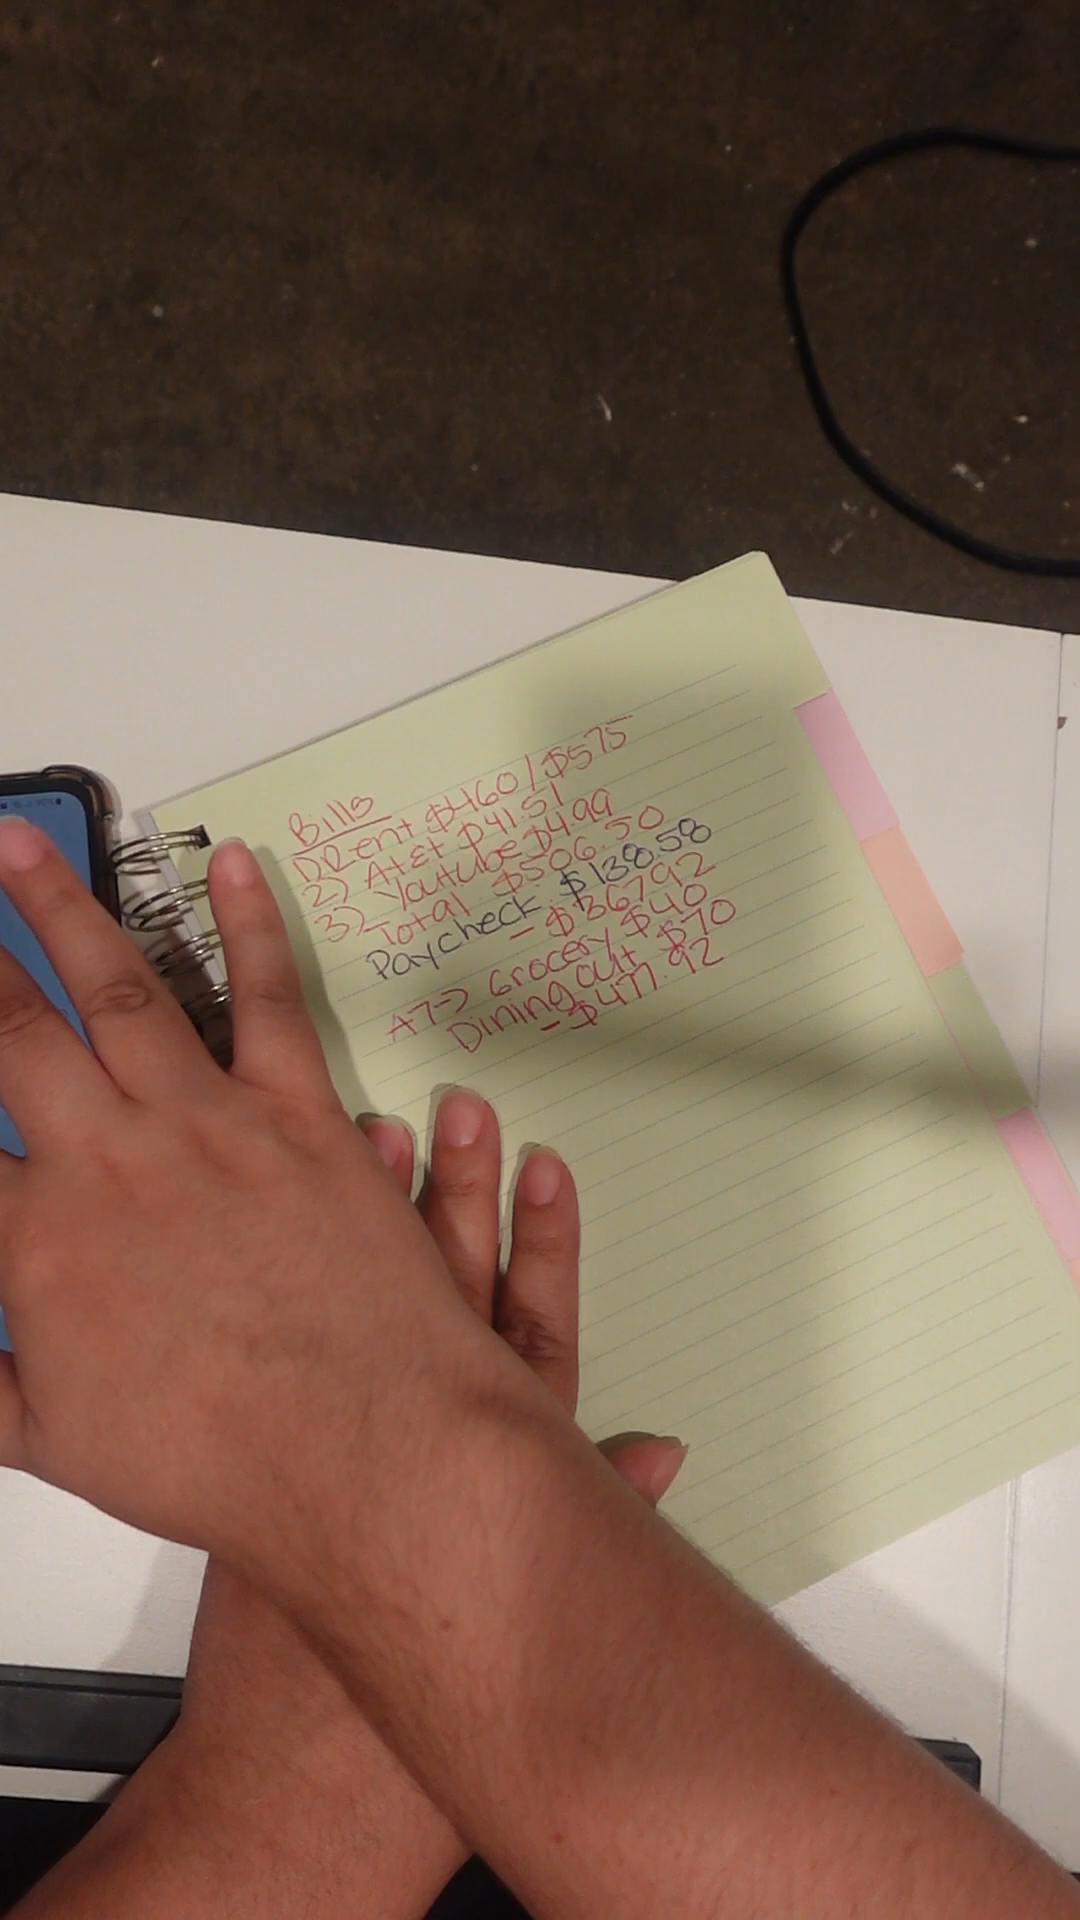 Bills
1) Rent $460/$575
2) AT&T $41.51
3) Youtube $4.99
Total: $506.50
Paycheck: $138.58
-$367.92
A7-> Grocery $40
Dining out $70
-$477.92